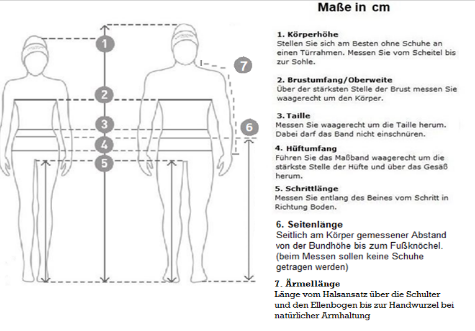 Maße in cm
1. Körperhöhe
Stellen Sie sich am Besten ohne Schuhe an
einen Türrahmen. Messen Sie vom Scheitel bis
zur Sohle.
2. Brustumfang/Oberweite
Über der stärksten Stelle der Brust messen Sie
waagerecht um den Körper.
3. Taille
Messen Sie waagerecht um die Taille herum.
Dabei darf das Band nicht einschnüren.
4. Hüftumfang
Führen Sie das Maßband waagerecht um die
stärkste Stelle der Hüfte und über das Gesäß
herum.
5. Schrittlänge
Messen Sie entlang des Beines vom Schritt in
Richtung Boden.
6. Seitenlänge
Seitlich am Körper gemessener Abstand
von der Bundhöhe bis zum Fußknöchel.
(beim Messen sollen keine Schuhe
getragen werden)
7. Ärmellänge
Länge vom Halsansatz über die Schulter
und den Ellenbogen bis zur Handwurzel bei
natürlicher Armhaltung
1
7
2
3
6
4
5